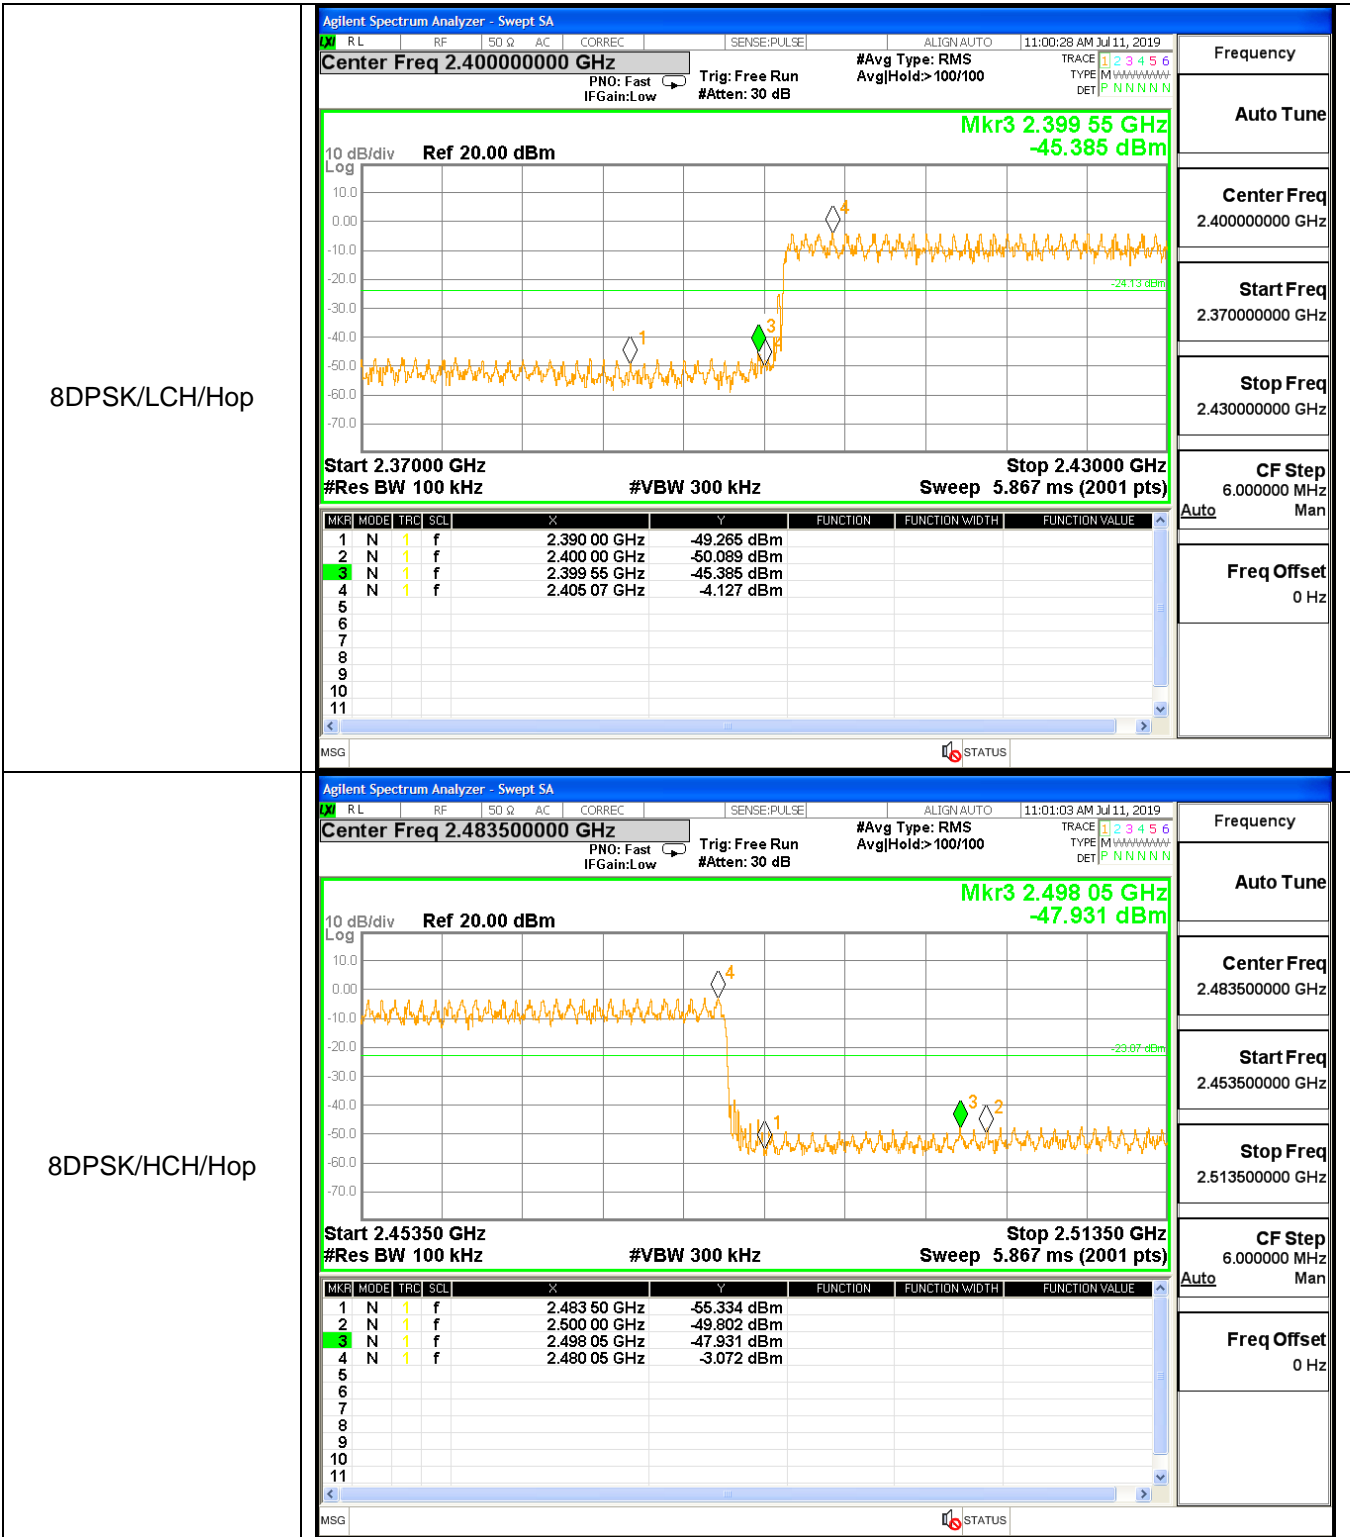 8DPSK/LCH/Hop
Agilent Spectrum Analyzer - Swept SA
LXI RL RF 50 Ω AC CORREC SENSE:PULSE ALIGN AUTO 11:00:28 AM Jul 11, 2019
Center Freq 2.400000000 GHz
PNO: Fast
IFGain:Low
Trig: Free Run
#Atten: 30 dB
#Avg Type: RMS
Avg|Hold:>100/100
TRACE 1 2 3 4 5 6
TYPE M
DET P N N N N N
Mkr3 2.399 55 GHz
-45.385 dBm
10 dB/div Ref 20.00 dBm
Log
10.0
0.00
-10.0
-20.0
-30.0
-40.0
-50.0
-60.0
-70.0
-24.13 dBm
4
3
1
Start 2.37000 GHz Stop 2.43000 GHz
#Res BW 100 kHz #VBW 300 kHz Sweep 5.867 ms (2001 pts)
MKR MODE TRC SCL X Y FUNCTION FUNCTION WIDTH FUNCTION VALUE
1 N 1 f 2.390 00 GHz -49.265 dBm
2 N 1 f 2.400 00 GHz -50.089 dBm
3 N 1 f 2.399 55 GHz -45.385 dBm
4 N 1 f 2.405 07 GHz -4.127 dBm
5
6
7
8
9
10
11
MSG STATUS
Frequency
Auto Tune
Center Freq
2.400000000 GHz
Start Freq
2.370000000 GHz
Stop Freq
2.430000000 GHz
CF Step
6.000000 MHz
Auto Man
Freq Offset
0 Hz
8DPSK/HCH/Hop
Agilent Spectrum Analyzer - Swept SA
LXI RL RF 50 Ω AC CORREC SENSE:PULSE ALIGN AUTO 11:01:03 AM Jul 11, 2019
Center Freq 2.483500000 GHz
PNO: Fast
IFGain:Low
Trig: Free Run
#Atten: 30 dB
#Avg Type: RMS
Avg|Hold:>100/100
TRACE 1 2 3 4 5 6
TYPE M
DET P N N N N N
Mkr3 2.498 05 GHz
-47.931 dBm
10 dB/div Ref 20.00 dBm
Log
10.0
0.00
-10.0
-20.0
-30.0
-40.0
-50.0
-60.0
-70.0
-23.07 dBm
4
3
2
1
Start 2.45350 GHz Stop 2.51350 GHz
#Res BW 100 kHz #VBW 300 kHz Sweep 5.867 ms (2001 pts)
MKR MODE TRC SCL X Y FUNCTION FUNCTION WIDTH FUNCTION VALUE
1 N 1 f 2.483 50 GHz -55.334 dBm
2 N 1 f 2.500 00 GHz -49.802 dBm
3 N 1 f 2.498 05 GHz -47.931 dBm
4 N 1 f 2.480 05 GHz -3.072 dBm
5
6
7
8
9
10
11
MSG STATUS
Frequency
Auto Tune
Center Freq
2.483500000 GHz
Start Freq
2.453500000 GHz
Stop Freq
2.513500000 GHz
CF Step
6.000000 MHz
Auto Man
Freq Offset
0 Hz